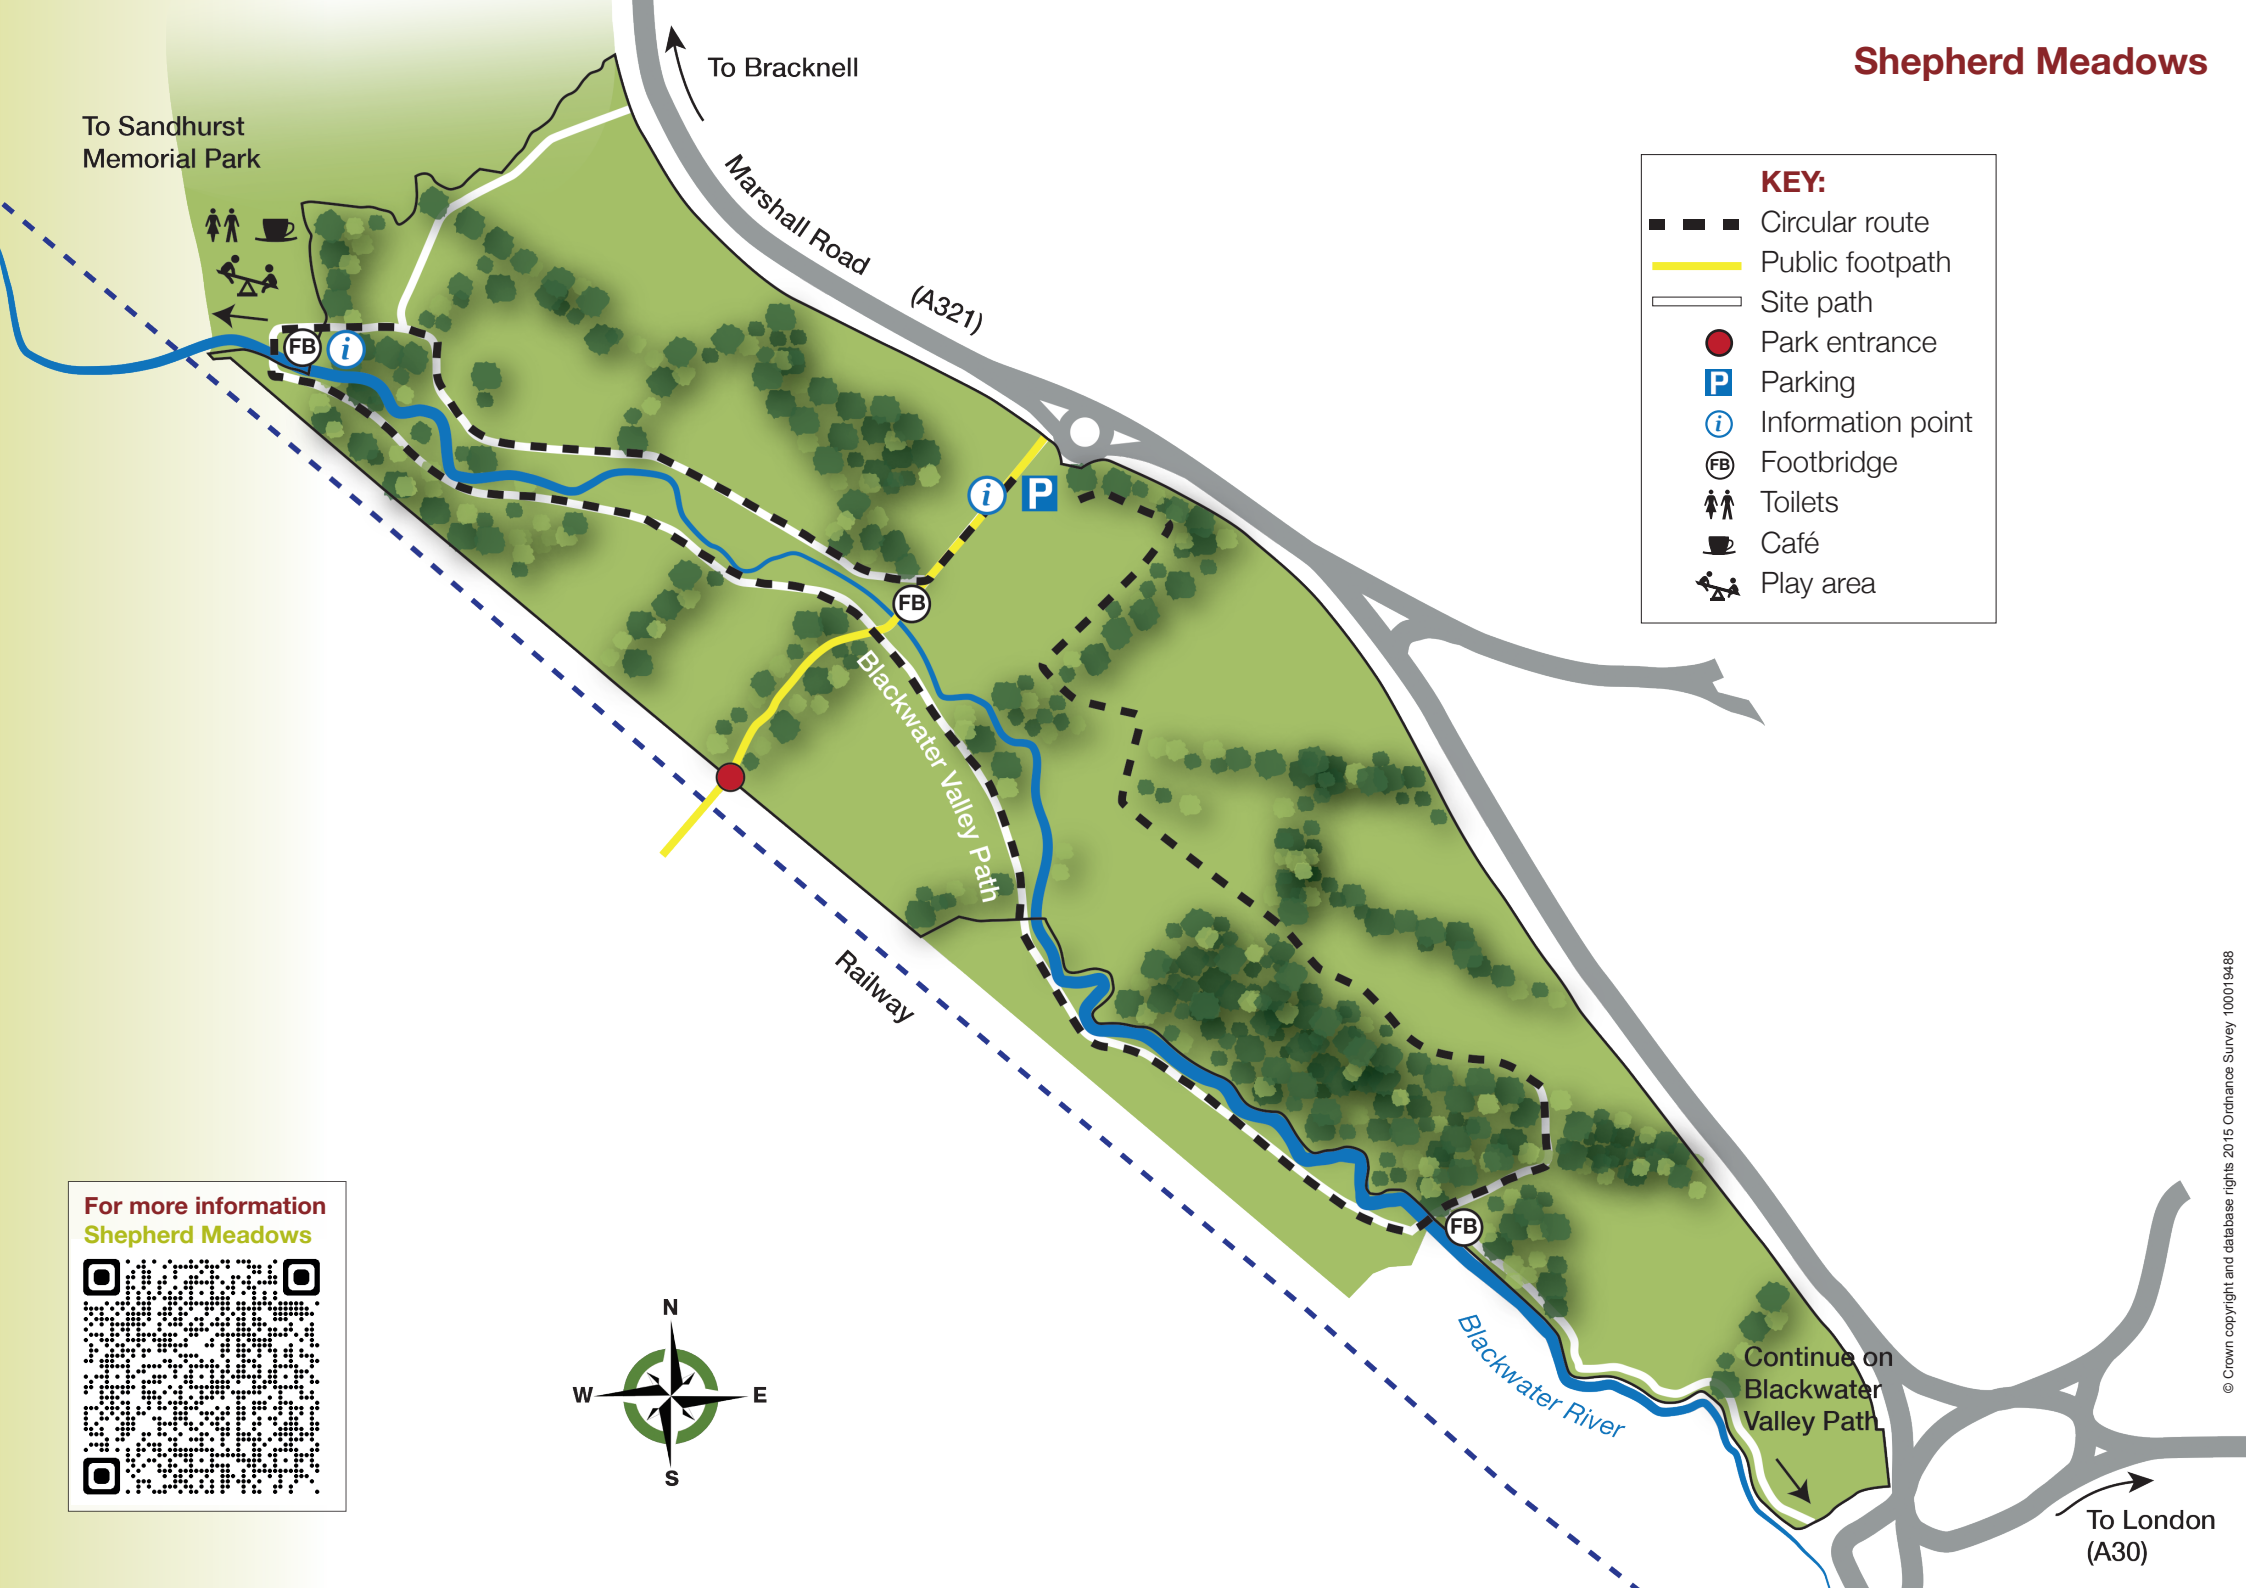 Shepherd Meadows
To Bracknell
To Sandhurst
Memorial Park
Marshall Road
(A321)
KEY:
Circular route
Public footpath
Site path
Park entrance
P
Parking
i
Information point
FB
Footbridge
Toilets
Café
Play area
FB
i
i
P
FB
Blackwater Valley Path
Railway
FB
Blackwater River
Continue on
Blackwater
Valley Path
To London
(A30)
For more information
Shepherd Meadows
N
W
E
S
© Crown copyright and database rights 2015 Ordnance Survey 100019488